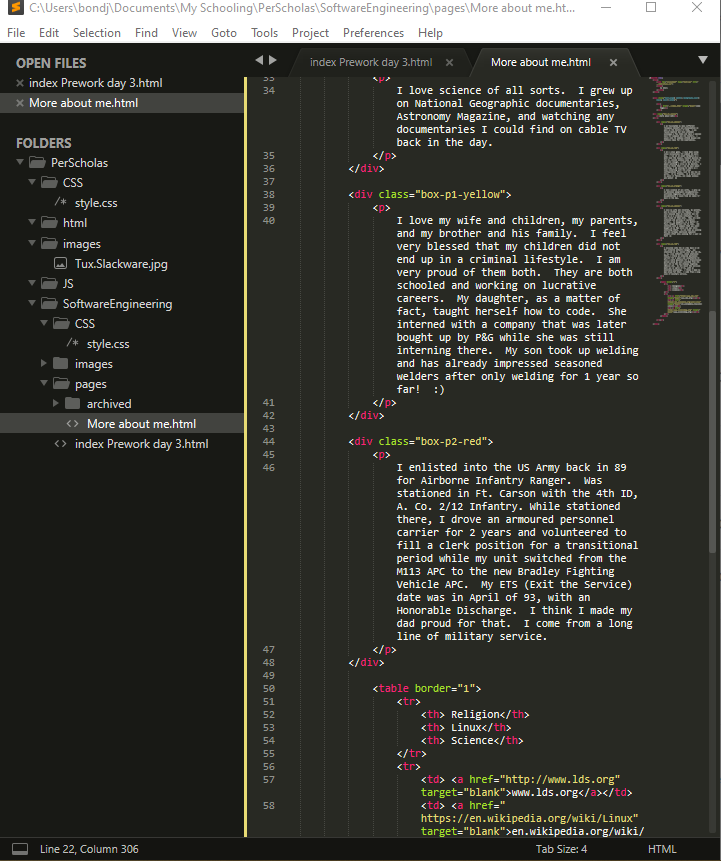 C:\Users\bondj\Documents\My Schooling\PerScholas\SoftwareEngineering\pages\More about me.ht...
File Edit Selection Find View Goto Tools Project Preferences Help
OPEN FILES
index Prework day 3.html
More about me.html
FOLDERS
PerScholas
CSS
/* style.css
html
images
Tux.Slackware.jpg
JS
SoftwareEngineering
CSS
/* style.css
images
pages
archived
<> More about me.html
<> index Prework day 3.html
index Prework day 3.html
More about me.html
33 <p>
34 I love science of all sorts.  I grew up
on National Geographic documentaries,
Astronomy Magazine, and watching any
documentaries I could find on cable TV
back in the day.
35 </p>
36 </div>
37
38 <div class="box-p1-yellow">
39 <p>
40 I love my wife and children, my parents,
and my brother and his family.  I feel
very blessed that my children did not
end up in a criminal lifestyle.  I am
very proud of them both.  They are both
schooled and working on lucrative
careers.  My daughter, as a matter of
fact, taught herself how to code.  She
interned with a company that was later
bought up by P&G while she was still
interning there.  My son took up welding
and has already impressed seasoned
welders after only welding for 1 year so
far!  :)
41 </p>
42 </div>
43
44 <div class="box-p2-red">
45 <p>
46 I enlisted into the US Army back in 89
for Airborne Infantry Ranger.  Was
stationed in Ft. Carson with the 4th ID,
A. Co. 2/12 Infantry. While stationed
there, I drove an armoured personnel
carrier for 2 years and volunteered to
fill a clerk position for a transitional
period while my unit switched from the
M113 APC to the new Bradley Fighting
Vehicle APC.  My ETS (Exit the Service)
date was in April of 93, with an
Honorable Discharge.  I think I made my
dad proud for that.  I come from a long
line of military service.
47 </p>
48 </div>
49
50 <table border="1">
51 <tr>
52 <th> Religion</th>
53 <th> Linux</th>
54 <th> Science</th>
55 </tr>
56 <tr>
57 <td> <a href="http://www.lds.org"
target="blank">www.lds.org</a></td>
58 <td> <a href="
https://en.wikipedia.org/wiki/Linux"
target="blank">en.wikipedia.org/wiki/
Line 22, Column 306
Tab Size: 4
HTML